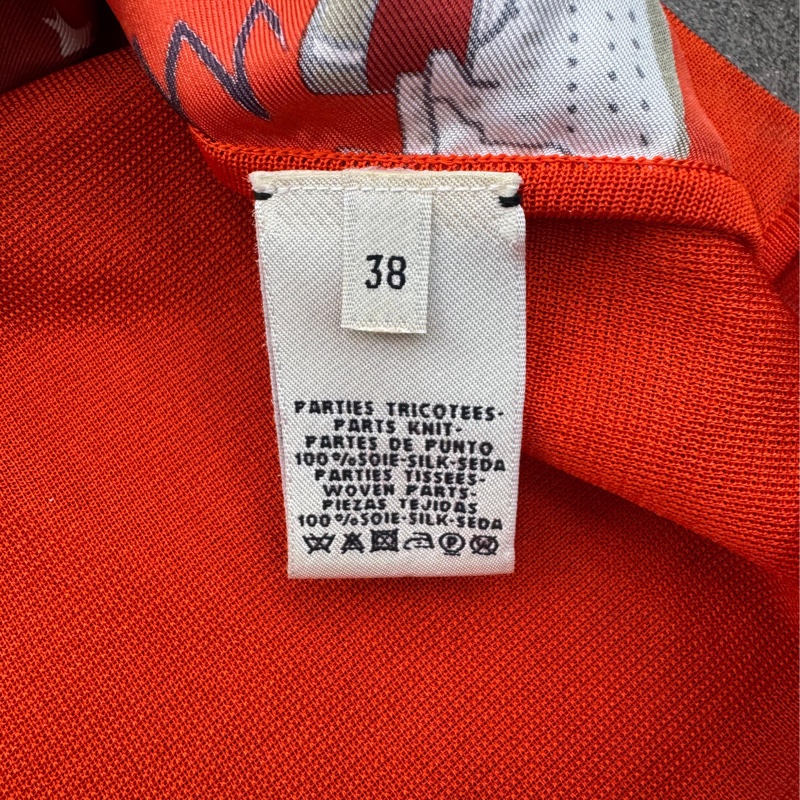 38
PARTIES TRICOTEES-
PARTS KNIT-
PARTES DE PUNTO
100%SOIE-SILK-SEDA
PARTIES TISSEES-
WOVEN PARTS-
PIEZAS TEJIDAS
100%SOIE-SILK-SEDA
P W